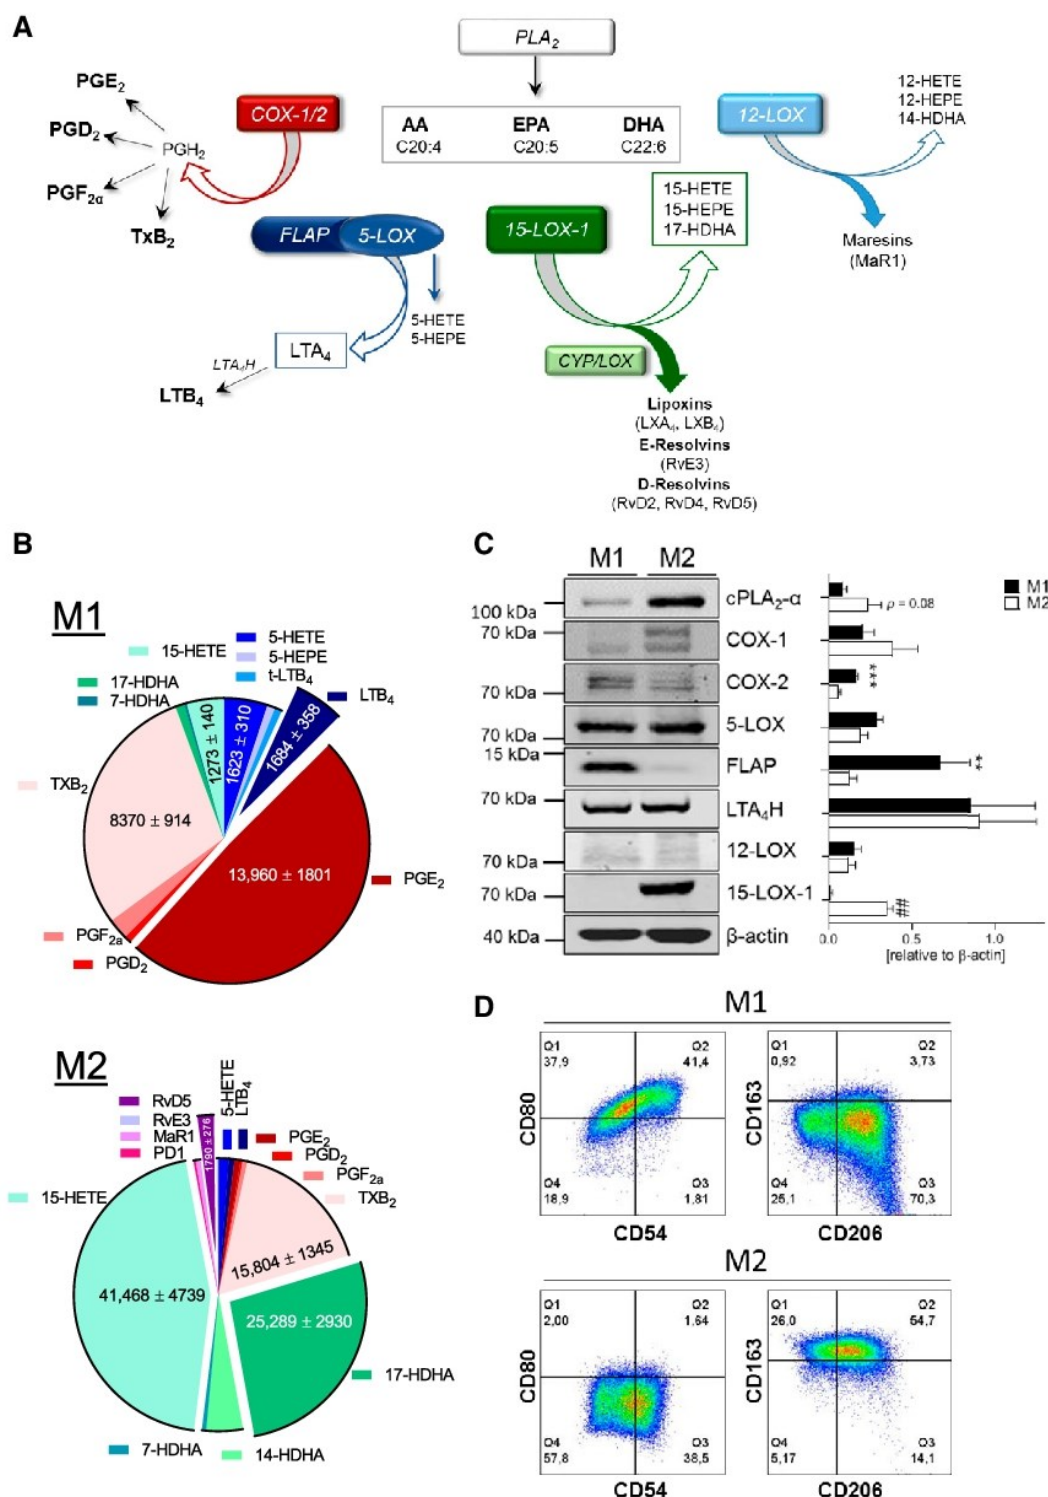 A
PLA2
AA EPA DHA
C20:4 C20:5 C22:6
COX-1/2
PGE2
PGD2
PGH2
PGF2α
TxB2
FLAP 5-LOX
5-HETE
5-HEPE
LTA4
LTA4H
LTB4
15-LOX-1
15-HETE
15-HEPE
17-HDHA
CYP/LOX
Lipoxins
(LXA4, LXB4)
E-Resolvins
(RvE3)
D-Resolvins
(RvD2, RvD4, RvD5)
12-LOX
12-HETE
12-HEPE
14-HDHA
Maresins
(MaR1)
B
M1
15-HETE
17-HDHA
7-HDHA
5-HETE
5-HEPE
t-LTB4
LTB4
TXB2
PGF2a
PGD2
PGE2
1273 ± 140
1623 ± 310
1684 ± 358
8370 ± 914
13,960 ± 1801
M2
RvD5
RvE3
MaR1
PD1
15-HETE
5-HETE
LTB4
PGE2
PGD2
PGF2a
TXB2
17-HDHA
14-HDHA
7-HDHA
1790 ± 276
15,804 ± 1345
41,468 ± 4739
25,289 ± 2930
C
M1 M2
100 kDa cPLA2-α
70 kDa COX-1
70 kDa COX-2
70 kDa 5-LOX
15 kDa FLAP
70 kDa LTA4H
70 kDa 12-LOX
70 kDa 15-LOX-1
40 kDa β-actin
M1
M2
p = 0.08
***
**
##
0.0 0.5 1.0
[relative to β-actin]
D
M1
Q1
37,9
Q2
41,4
Q4
18,9
Q3
1,81
CD80
CD54
Q1
0,92
Q2
3,73
Q4
25,1
Q3
70,3
CD163
CD206
M2
Q1
2,00
Q2
1,64
Q4
57,8
Q3
38,5
CD80
CD54
Q1
26,0
Q2
54,7
Q4
5,17
Q3
14,1
CD163
CD206